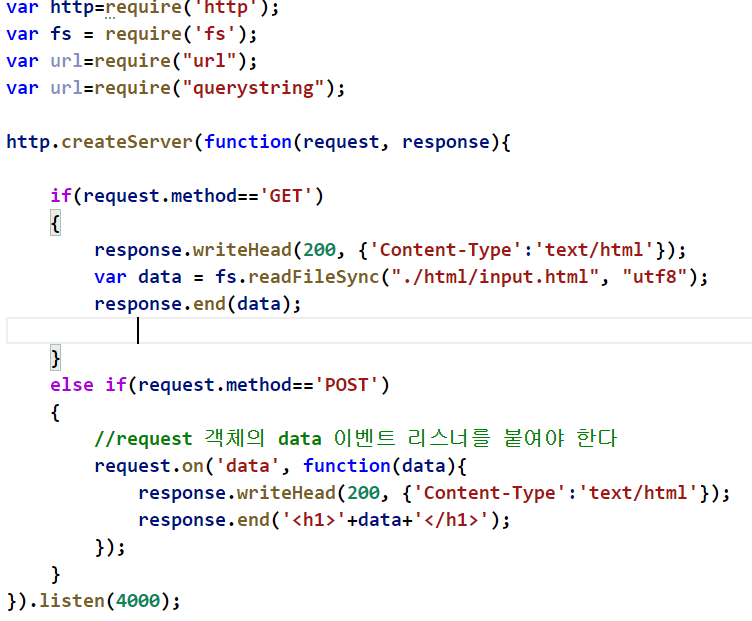 var http=require('http');
var fs = require('fs');
var url=require("url");
var url=require("querystring");
http.createServer(function(request, response){
if(request.method=='GET')
{
response.writeHead(200, {'Content-Type':'text/html'});
var data = fs.readFileSync("./html/input.html", "utf8");
response.end(data);
}
else if(request.method=='POST')
{
//request 객체의 data 이벤트 리스너를 붙여야 한다
request.on('data', function(data){
response.writeHead(200, {'Content-Type':'text/html'});
response.end('<h1>'+data+'</h1>');
});
}
}).listen(4000);